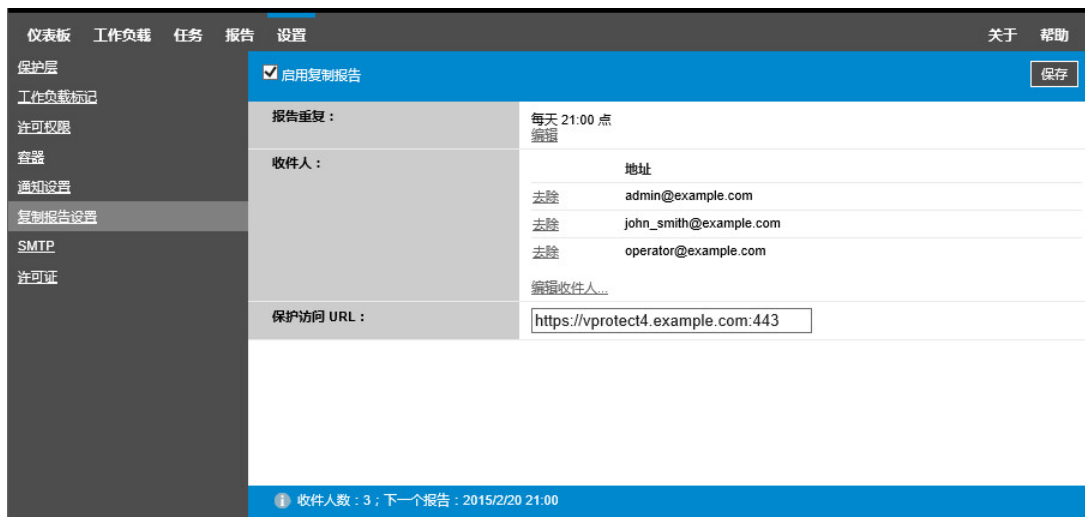 仪表板 工作负载 任务 报告 设置 关于 帮助
保护层
工作负载标记
许可权限
容器
通知设置
复制报告设置
SMTP
许可证
启用复制报告 保存
报告重复： 每天 21:00 点
编辑
收件人： 地址
去除 admin@example.com
去除 john_smith@example.com
去除 operator@example.com
编辑收件人...
保护访问 URL： https://vprotect4.example.com:443
收件人数：3；下一个报告：2015/2/20 21:00